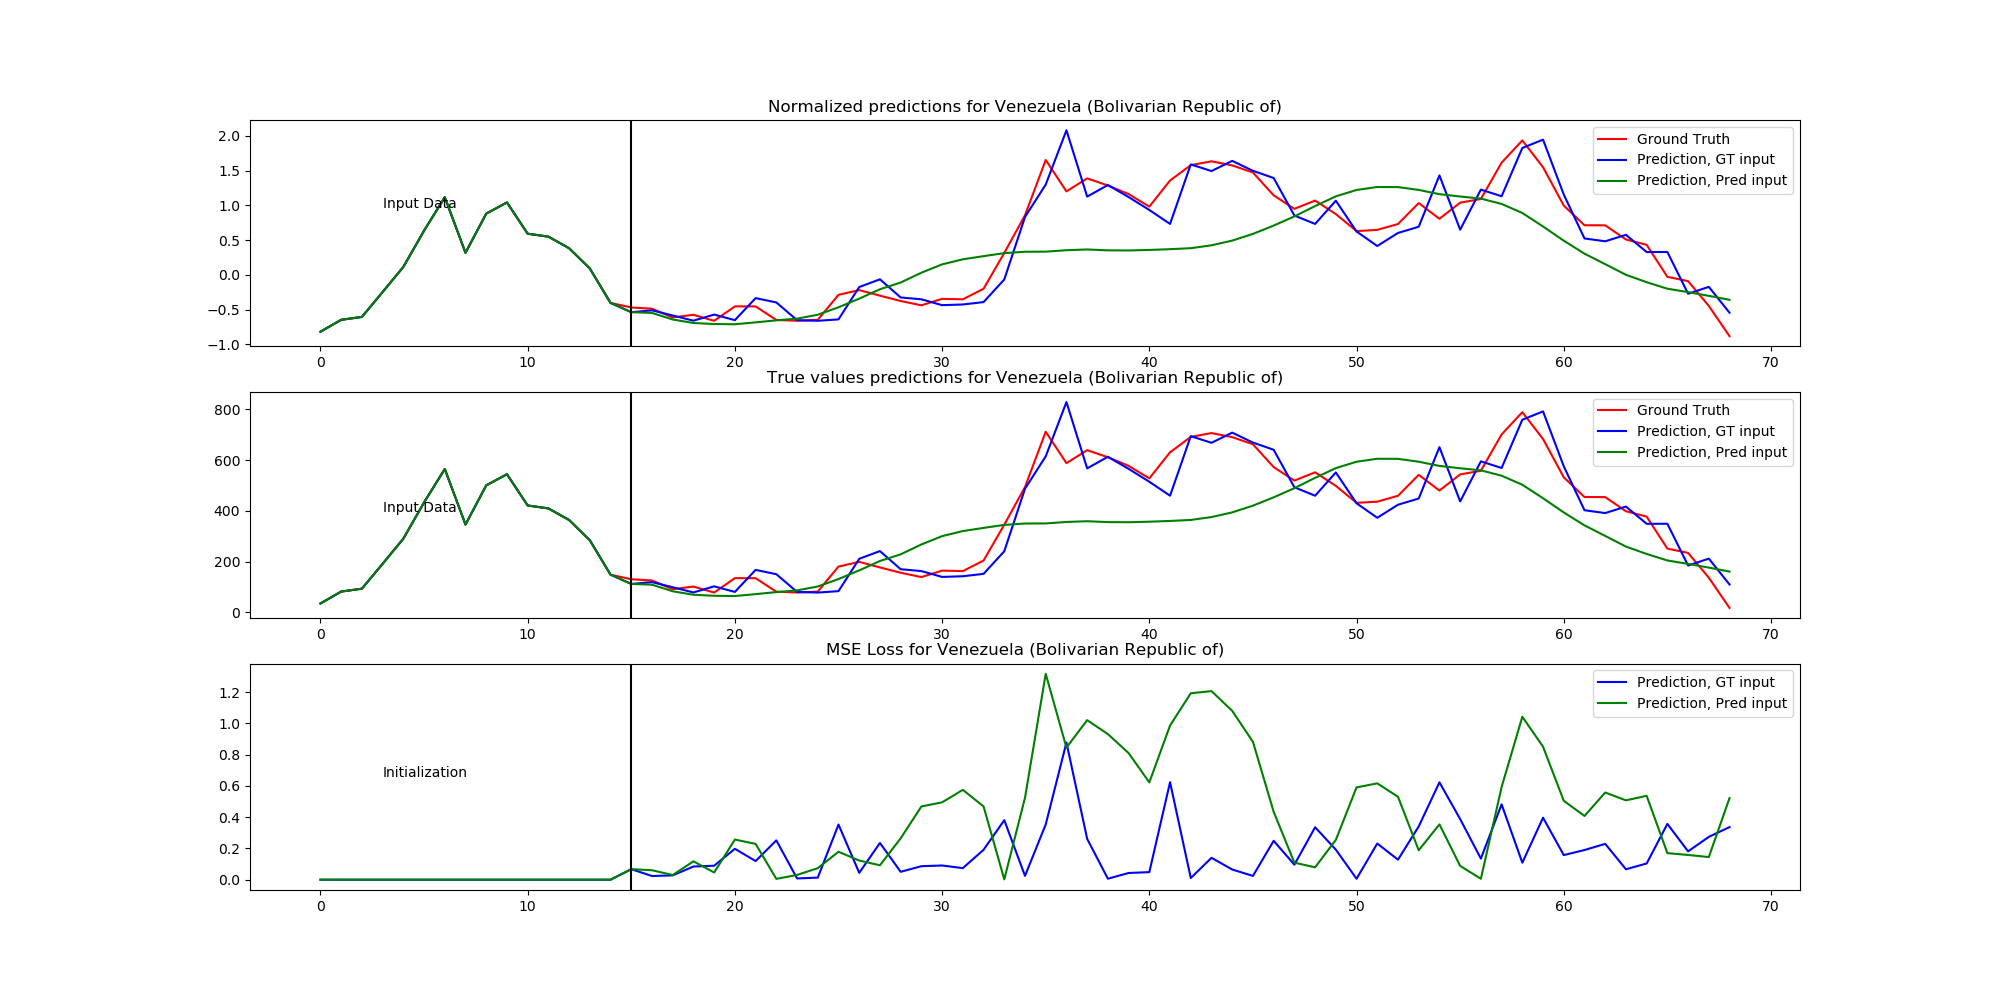 Normalized predictions for Venezuela (Bolivarian Republic of)
2.0
1.5
1.0
0.5
0.0
−0.5
−1.0
Input Data
Ground Truth
Prediction, GT input
Prediction, Pred input
0 10 20 30 40 50 60 70
True values predictions for Venezuela (Bolivarian Republic of)
800
600
400
200
0
Input Data
Ground Truth
Prediction, GT input
Prediction, Pred input
0 10 20 30 40 50 60 70
MSE Loss for Venezuela (Bolivarian Republic of)
1.2
1.0
0.8
0.6
0.4
0.2
0.0
Initialization
Prediction, GT input
Prediction, Pred input
0 10 20 30 40 50 60 70